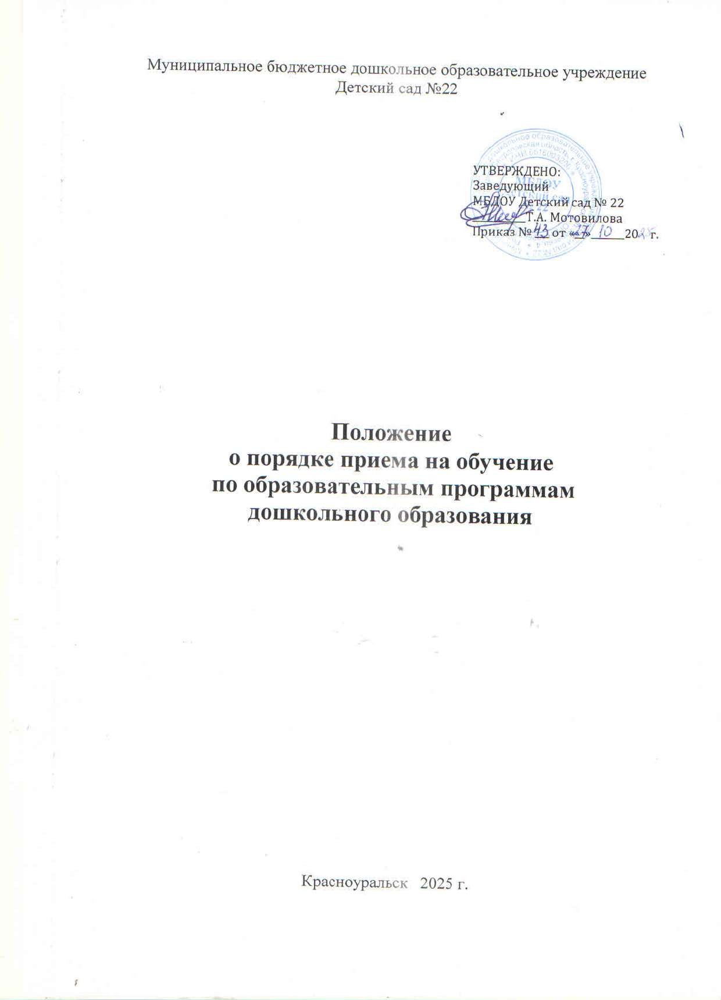 Муниципальное бюджетное дошкольное образовательное учреждение
Детский сад №22
УТВЕРЖДЕНО:
Заведующий
МБДОУ Детский сад № 22
Т.А. Мотовилова
Приказ № 43 от «27» 10 2025 г.
Положение
о порядке приема на обучение
по образовательным программам
дошкольного образования
Красноуральск 2025 г.